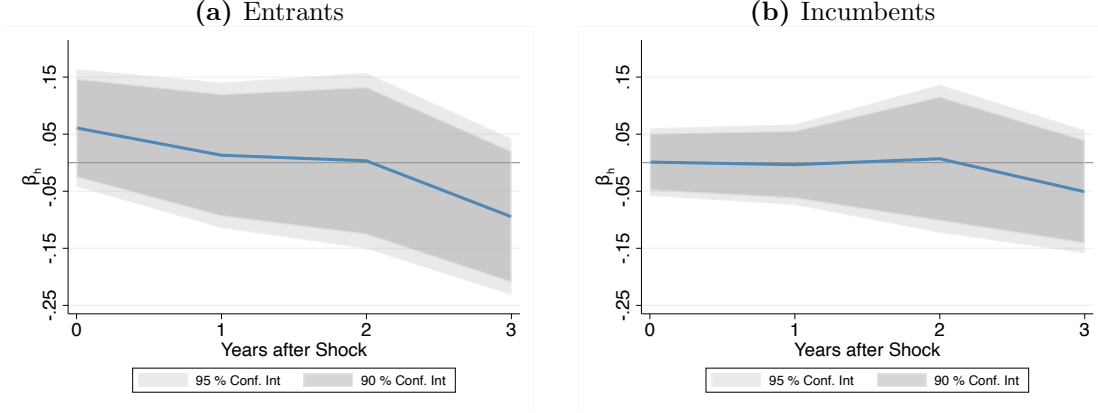 (a) Entrants
.15
.05
-.05
-.15
-.25
βh
0 1 2 3
Years after Shock
95 % Conf. Int 90 % Conf. Int
(b) Incumbents
.15
.05
-.05
-.15
-.25
βh
0 1 2 3
Years after Shock
95 % Conf. Int 90 % Conf. Int